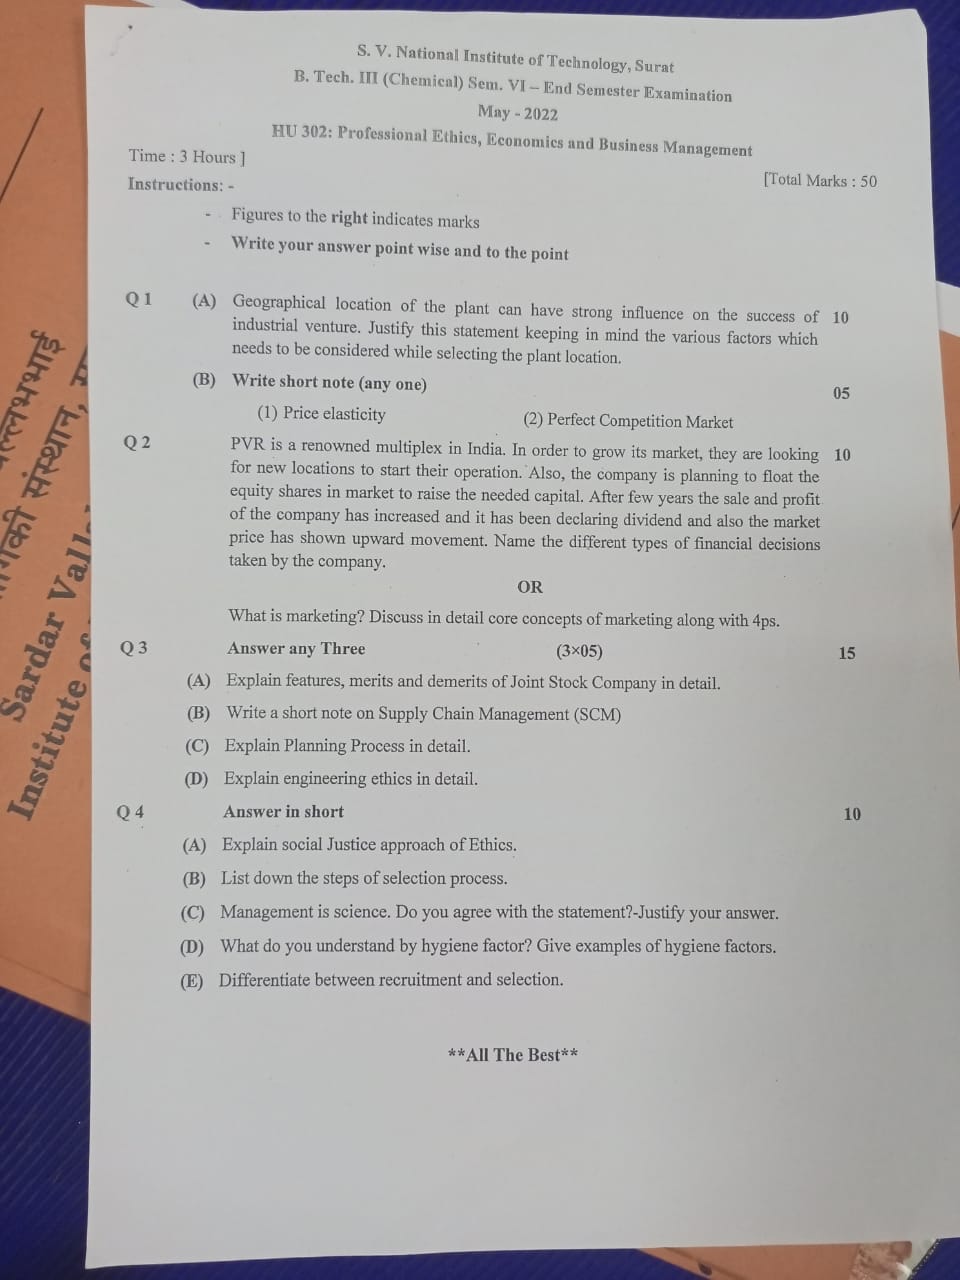 S. V. National Institute of Technology, Surat
B. Tech. III (Chemical) Sem. VI – End Semester Examination
May - 2022
HU 302: Professional Ethics, Economics and Business Management
Time : 3 Hours ]
[Total Marks : 50
Instructions: -
- Figures to the right indicates marks
- Write your answer point wise and to the point
Q 1 (A) Geographical location of the plant can have strong influence on the success of 10
industrial venture. Justify this statement keeping in mind the various factors which
needs to be considered while selecting the plant location.
(B) Write short note (any one) 05
(1) Price elasticity (2) Perfect Competition Market
Q 2 PVR is a renowned multiplex in India. In order to grow its market, they are looking 10
for new locations to start their operation. Also, the company is planning to float the
equity shares in market to raise the needed capital. After few years the sale and profit
of the company has increased and it has been declaring dividend and also the market
price has shown upward movement. Name the different types of financial decisions
taken by the company.
OR
What is marketing? Discuss in detail core concepts of marketing along with 4ps.
Q 3 Answer any Three (3×05) 15
(A) Explain features, merits and demerits of Joint Stock Company in detail.
(B) Write a short note on Supply Chain Management (SCM)
(C) Explain Planning Process in detail.
(D) Explain engineering ethics in detail.
Q 4 Answer in short 10
(A) Explain social Justice approach of Ethics.
(B) List down the steps of selection process.
(C) Management is science. Do you agree with the statement?-Justify your answer.
(D) What do you understand by hygiene factor? Give examples of hygiene factors.
(E) Differentiate between recruitment and selection.
**All The Best**
संस्थान,
Sardar
Institute of